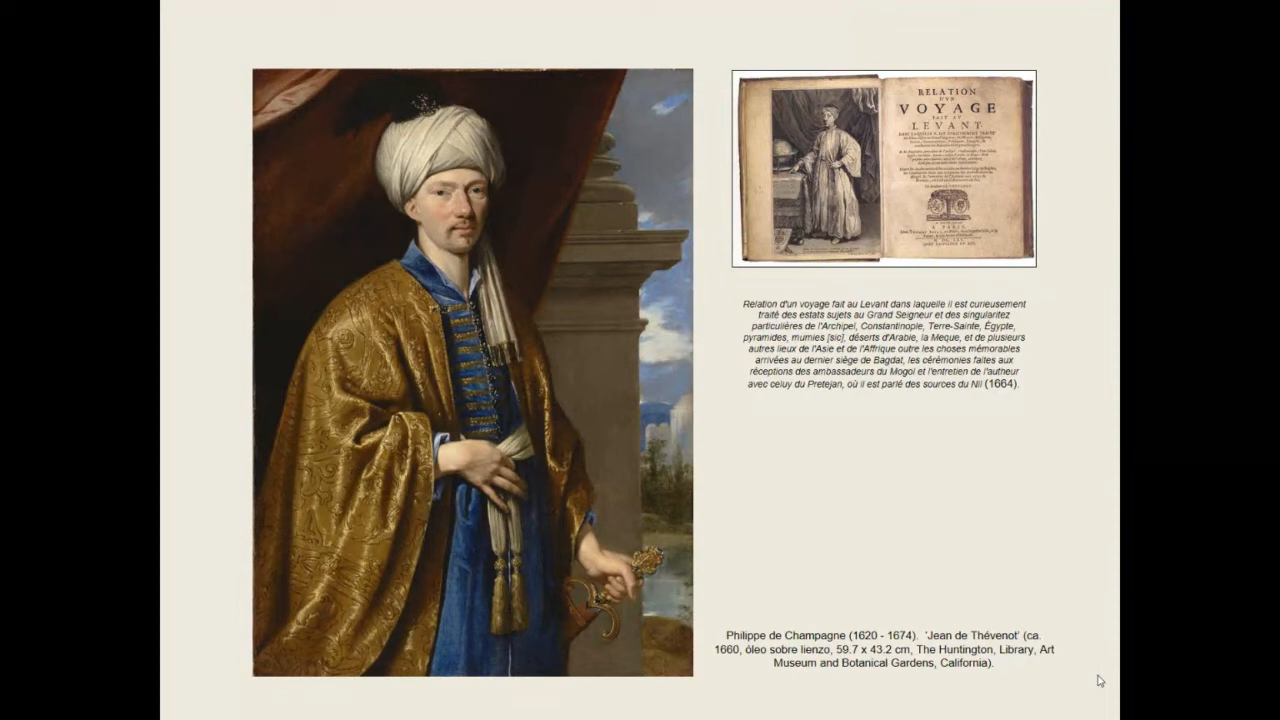 RELATION
D'VN
VOYAGE
FAIT AV
LEVANT.
A PARIS,
Relation d'un voyage fait au Levant dans laquelle il est curieusement
traité des estats sujets au Grand Seigneur et des singularitez
particulières de l'Archipel, Constantinople, Terre-Sainte, Égypte,
pyramides, mumies [sic], déserts d'Arabie, la Meque, et de plusieurs
autres lieux de l'Asie et de l'Affrique outre les choses mémorables
arrivées au dernier siège de Bagdat, les cérémonies faites aux
réceptions des ambassadeurs du Mogol et l'entretien de l'autheur
avec celuy du Pretejan, où il est parlé des sources du Nil (1664).
Philippe de Champagne (1620 - 1674). 'Jean de Thévenot' (ca.
1660, óleo sobre lienzo, 59.7 x 43.2 cm, The Huntington, Library, Art
Museum and Botanical Gardens, California).